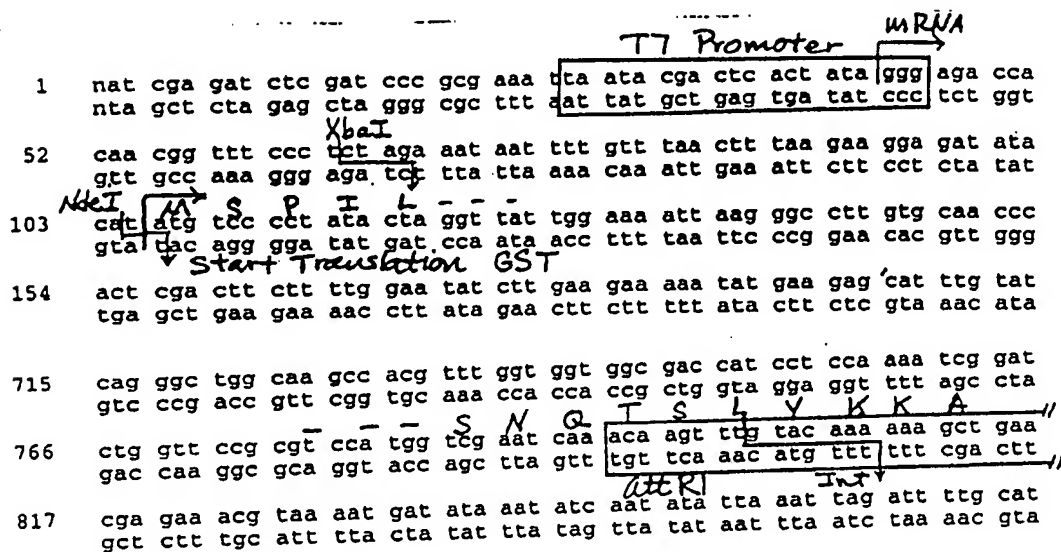 T7 Promoter mRNA
1 nat cga gat ctc gat ccc gcg aaa tta ata cga ctc act ata ggg aga cca
nta gct cta gag cta ggg cgc ttt aat tat gct gag tga tat ccc tct ggt
XbaI
52 caa cgg ttt ccc tct aga aat aat ttt gtt taa ctt taa gaa gga gat ata
gtt gcc aaa ggg aga tct tta tta aaa caa att gaa att ctt cct cta tat
NdeI M S P I L - - -
103 cat atg tcc cct ata cta ggt tat tgg aaa att aag ggc ctt gtg caa ccc
gta tac agg gga tat gat cca ata acc ttt taa ttc ccg gaa cac gtt ggg
Start Translation GST
154 act cga ctt ctt ttg gaa tat ctt gaa gaa aaa tat gaa gag cat ttg tat
tga gct gaa gaa aac ctt ata gaa ctt ctt ttt ata ctt ctc gta aac ata
715 cag ggc tgg caa gcc acg ttt ggt ggt ggc gac cat cct cca aaa tcg gat
gtc ccg acc gtt cgg tgc aaa cca cca ccg ctg gta gga ggt ttt agc cta
- - - S N Q T S L Y K K A
766 ctg gtt ccg cgt cca tgg tcg aat caa aca agt ttg tac aaa aaa gct gaa
gac caa ggc gca ggt acc agc tta gtt tgt tca aac atg ttt ttt cga ctt
attR1 Int
817 cga gaa acg taa aat gat ata aat atc aat ata tta aat tag att ttg cat
gct ctt tgc att tta cta tat tta tag tta tat aat tta atc taa aac gta